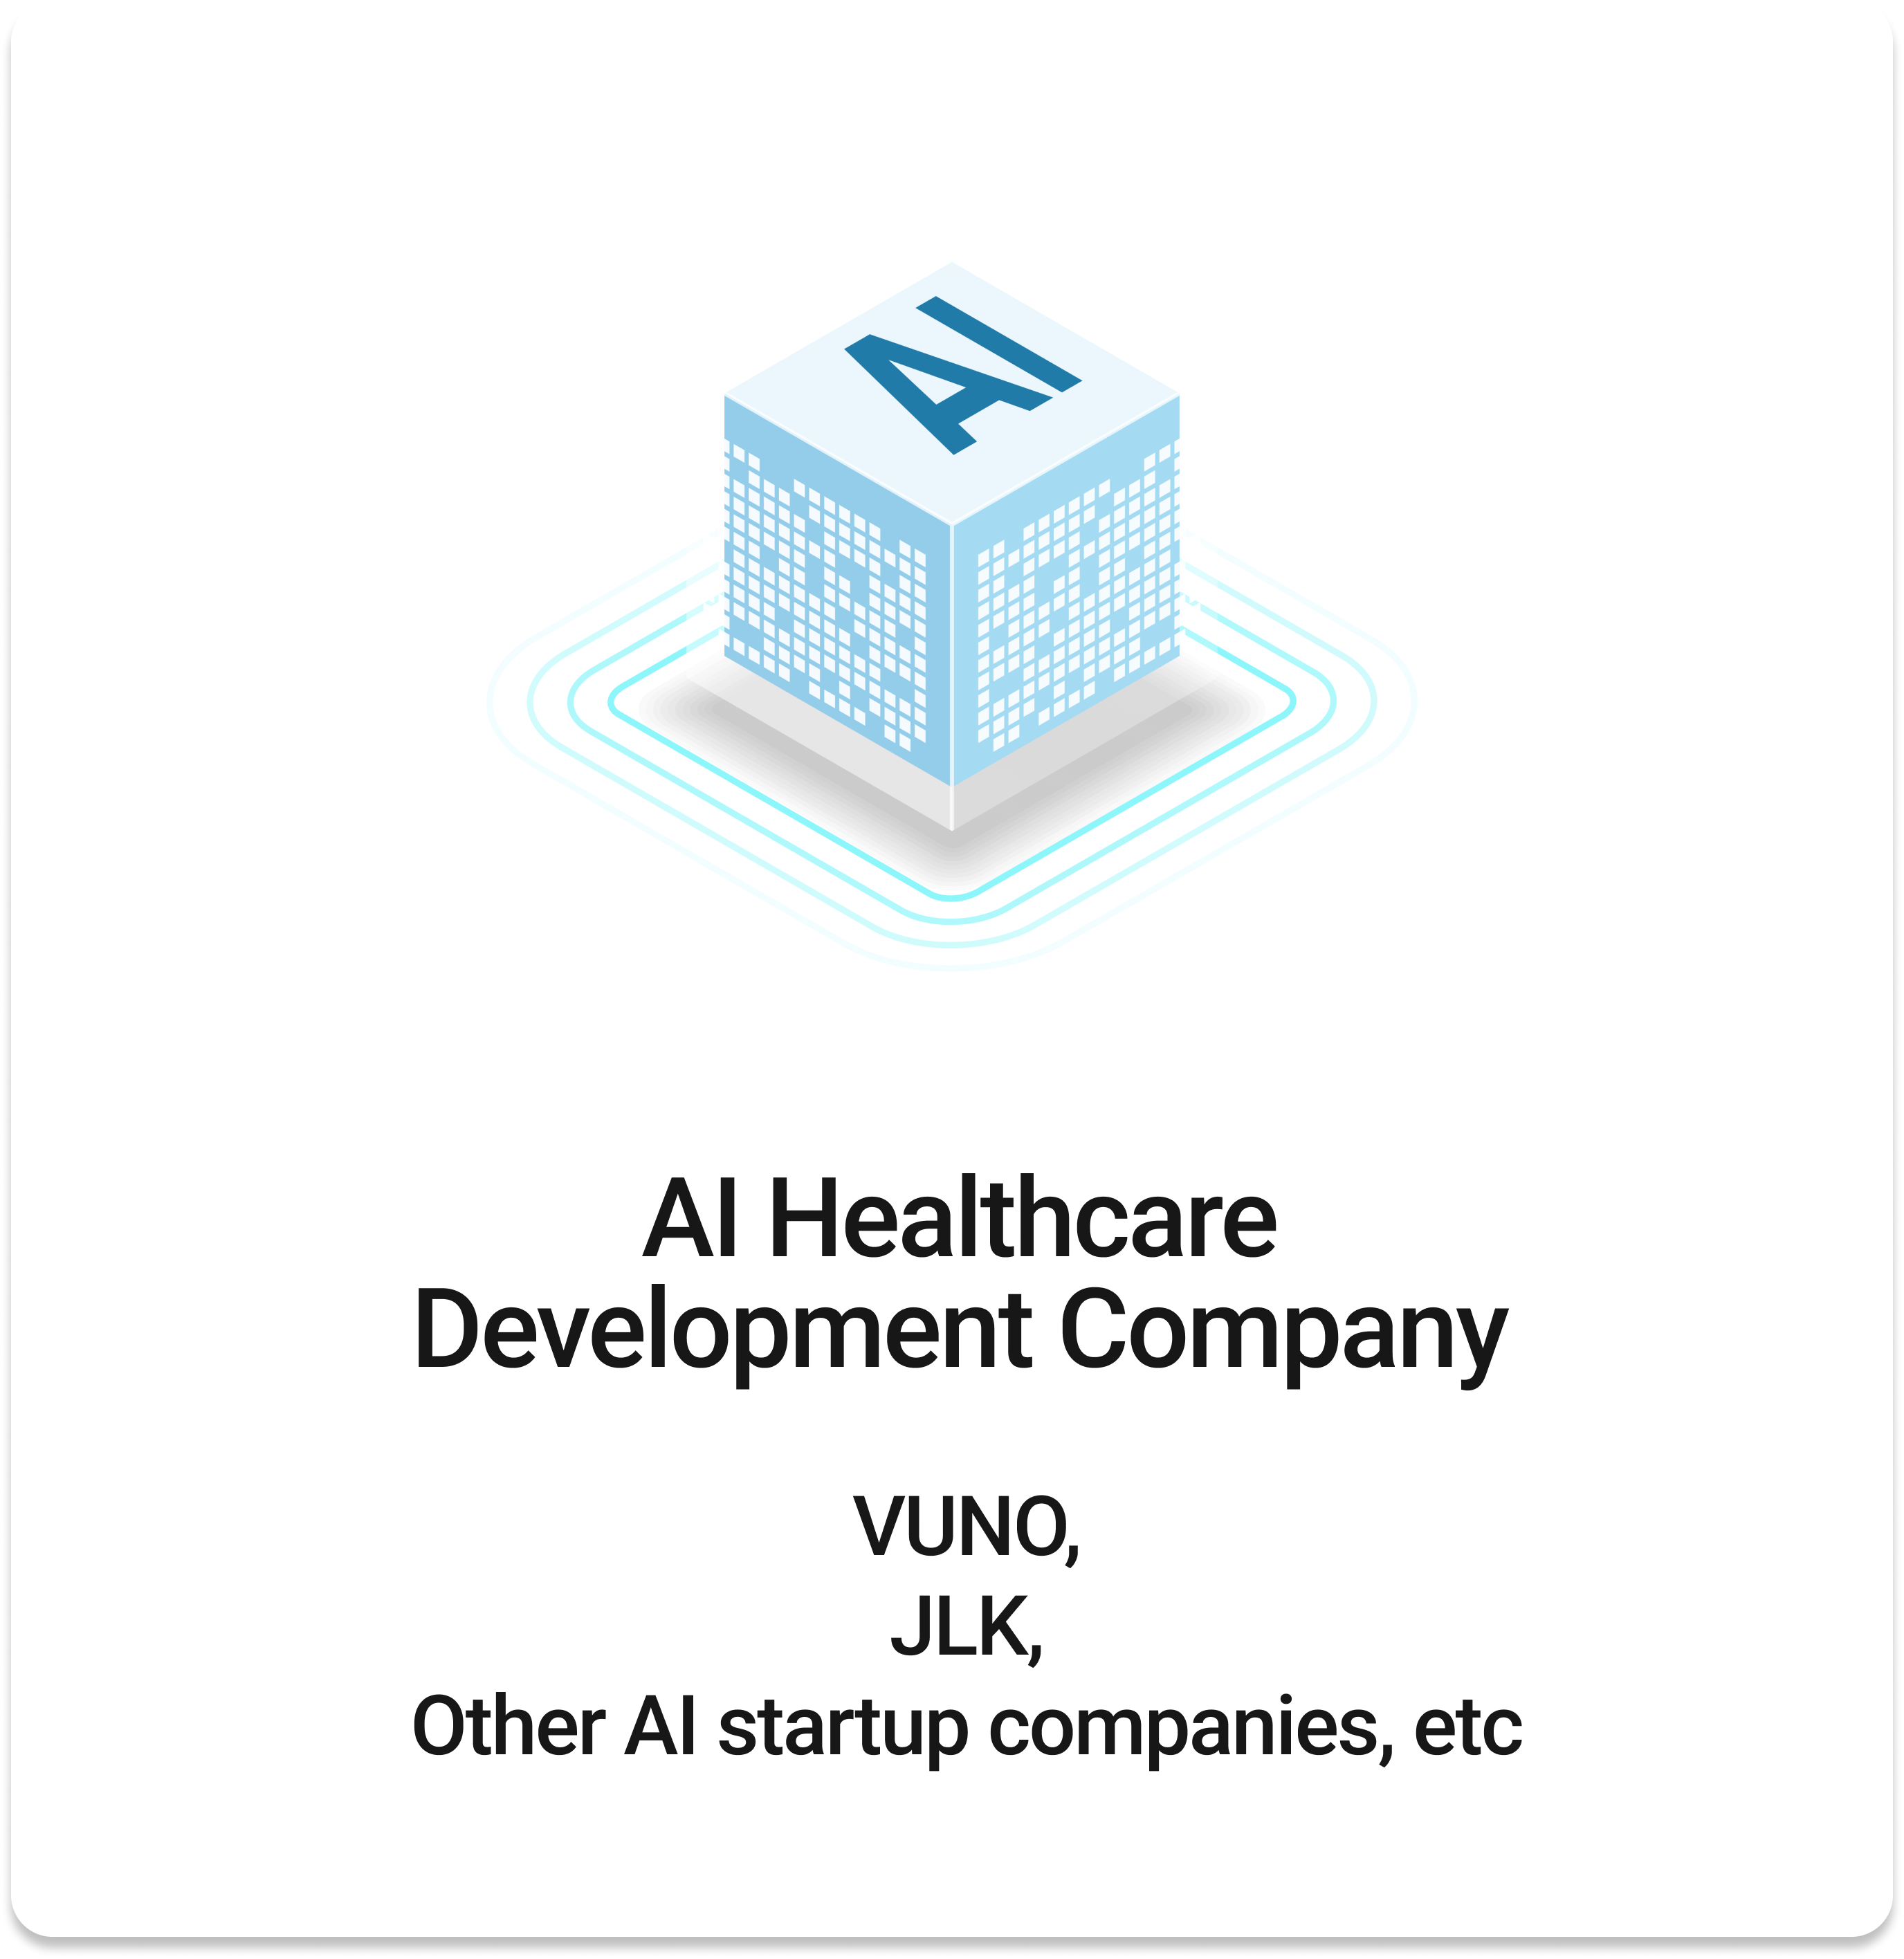 AI
AI Healthcare
Development Company
VUNO,
JLK,
Other AI startup companies, etc